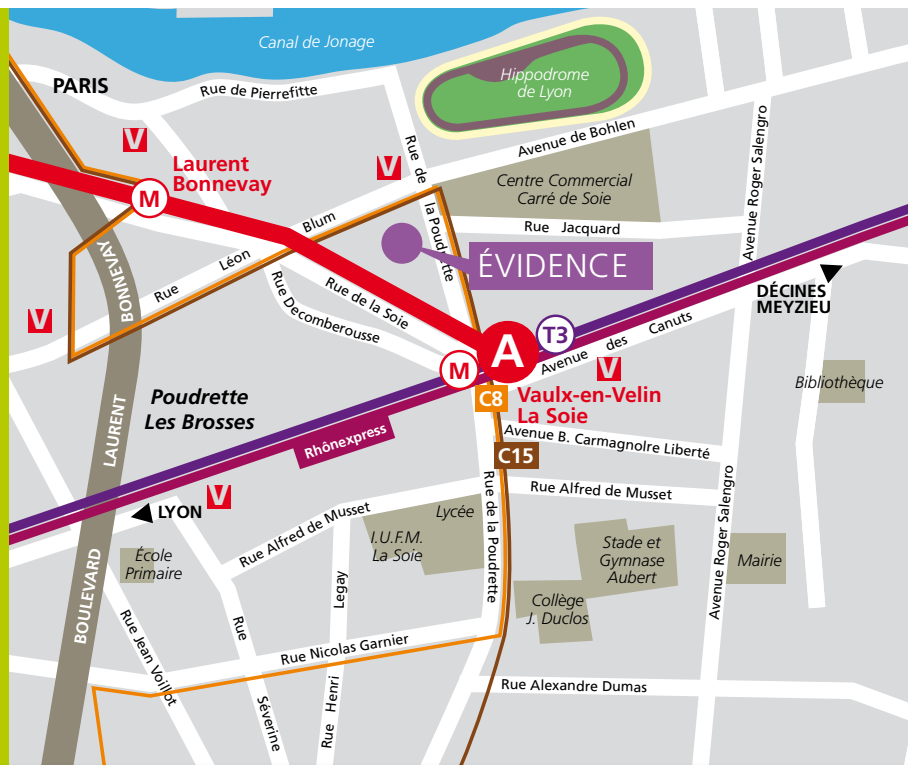 Canal de Jonage
PARIS
Rue de Pierrefitte
Hippodrome
de Lyon
V
Laurent
Bonnevay
M
V
Rue de
la Poudrette
Avenue de Bohlen
Avenue Roger Salengro
Centre Commercial
Carré de Soie
Rue Jacquard
ÉVIDENCE
Rue Léon Blum
Rue de la Soie
Rue Decomberousse
BOULEVARD LAURENT BONNEVAY
V
DÉCINES
MEYZIEU
A
T3
M
Avenue des Canuts
V
C8
Vaulx-en-Velin
La Soie
Bibliothèque
Poudrette
Les Brosses
Rhônexpress
Avenue B. Carmagnolre Liberté
C15
V
LYON
Rue Alfred de Musset
Rue Alfred de Musset
Lycée
I.U.F.M.
La Soie
Rue de la Poudrette
Stade et
Gymnase
Aubert
Avenue Roger Salengro
Mairie
École
Primaire
Collège
J. Duclos
Rue Nicolas Garnier
Rue Henri Legay
Rue Séverine
Rue Jean Voillot
Rue Alexandre Dumas